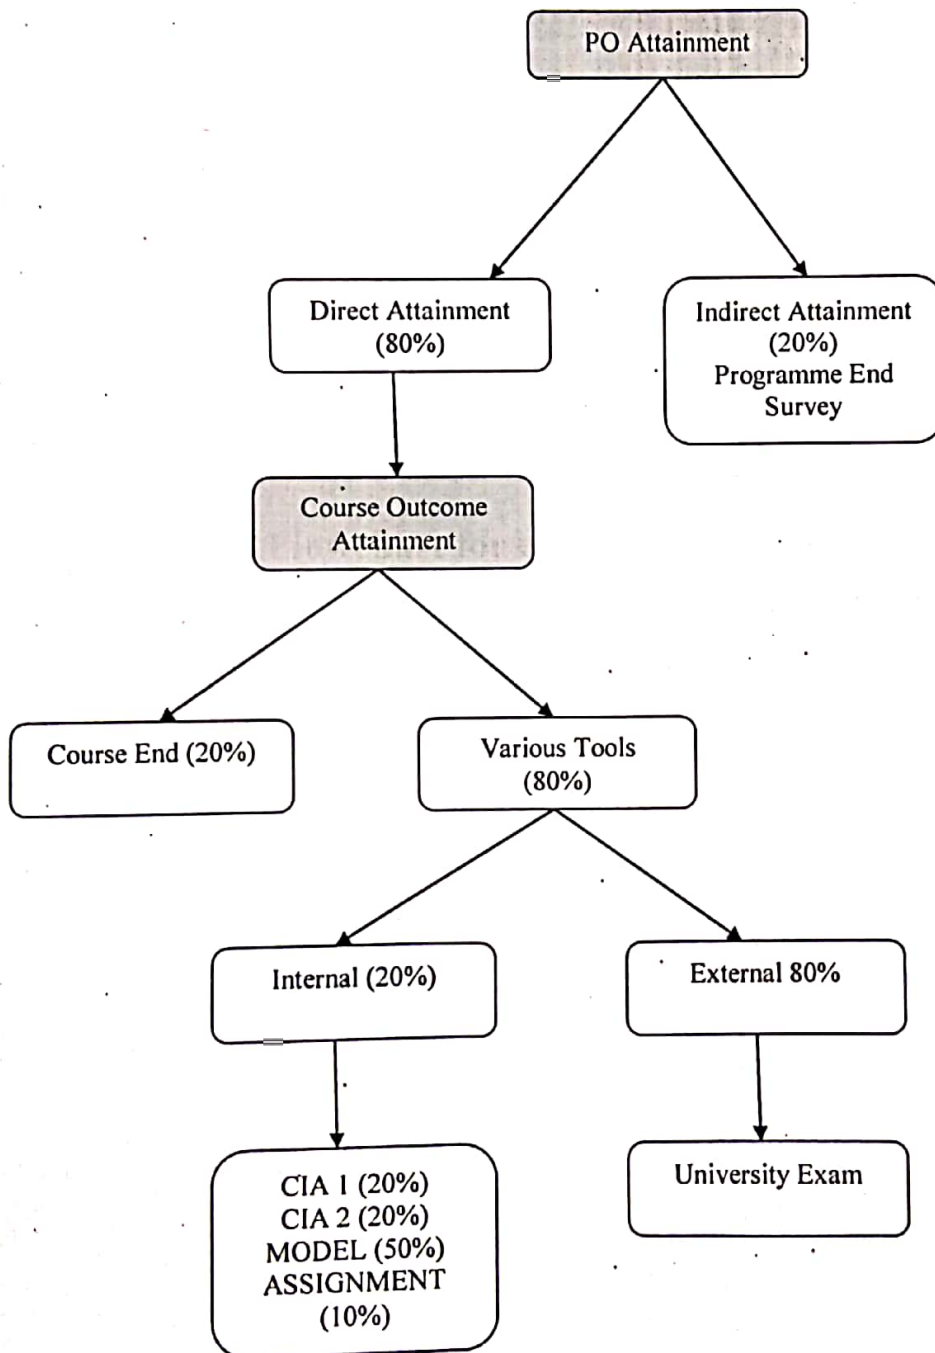 PO Attainment
Direct Attainment
(80%)
Indirect Attainment
(20%)
Programme End
Survey
Course Outcome
Attainment
Course End (20%)
Various Tools
(80%)
Internal (20%)
External 80%
CIA 1 (20%)
CIA 2 (20%)
MODEL (50%)
ASSIGNMENT
(10%)
University Exam